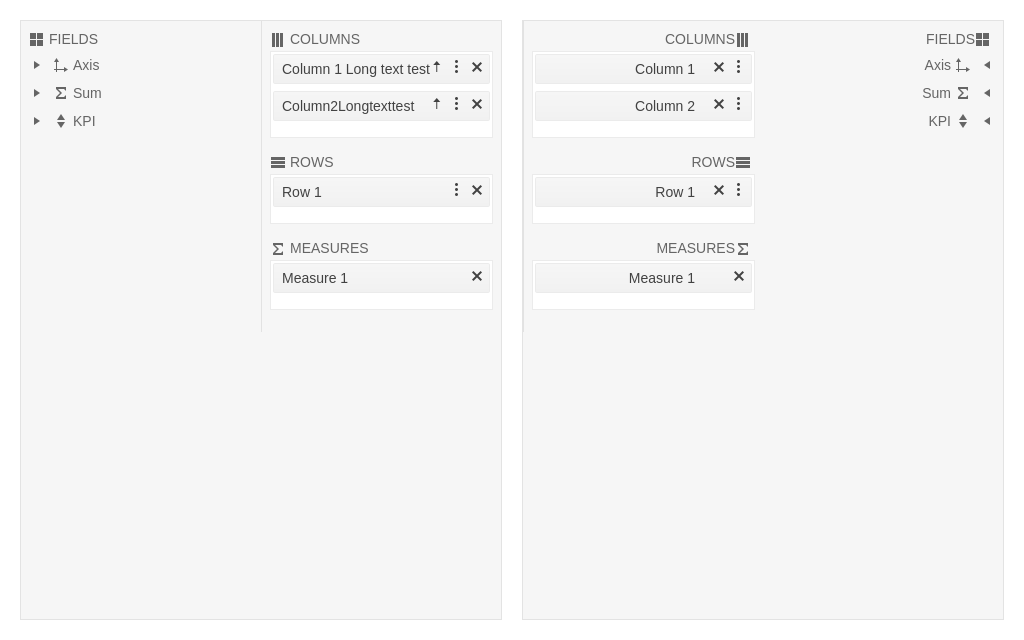 FIELDS
Axis
Sum
KPI
COLUMNS
Column 1 Long text test
Column2Longtexttest
ROWS
Row 1
MEASURES
Measure 1
COLUMNS
Column 1
Column 2
ROWS
Row 1
MEASURES
Measure 1
FIELDS
Axis
Sum
KPI